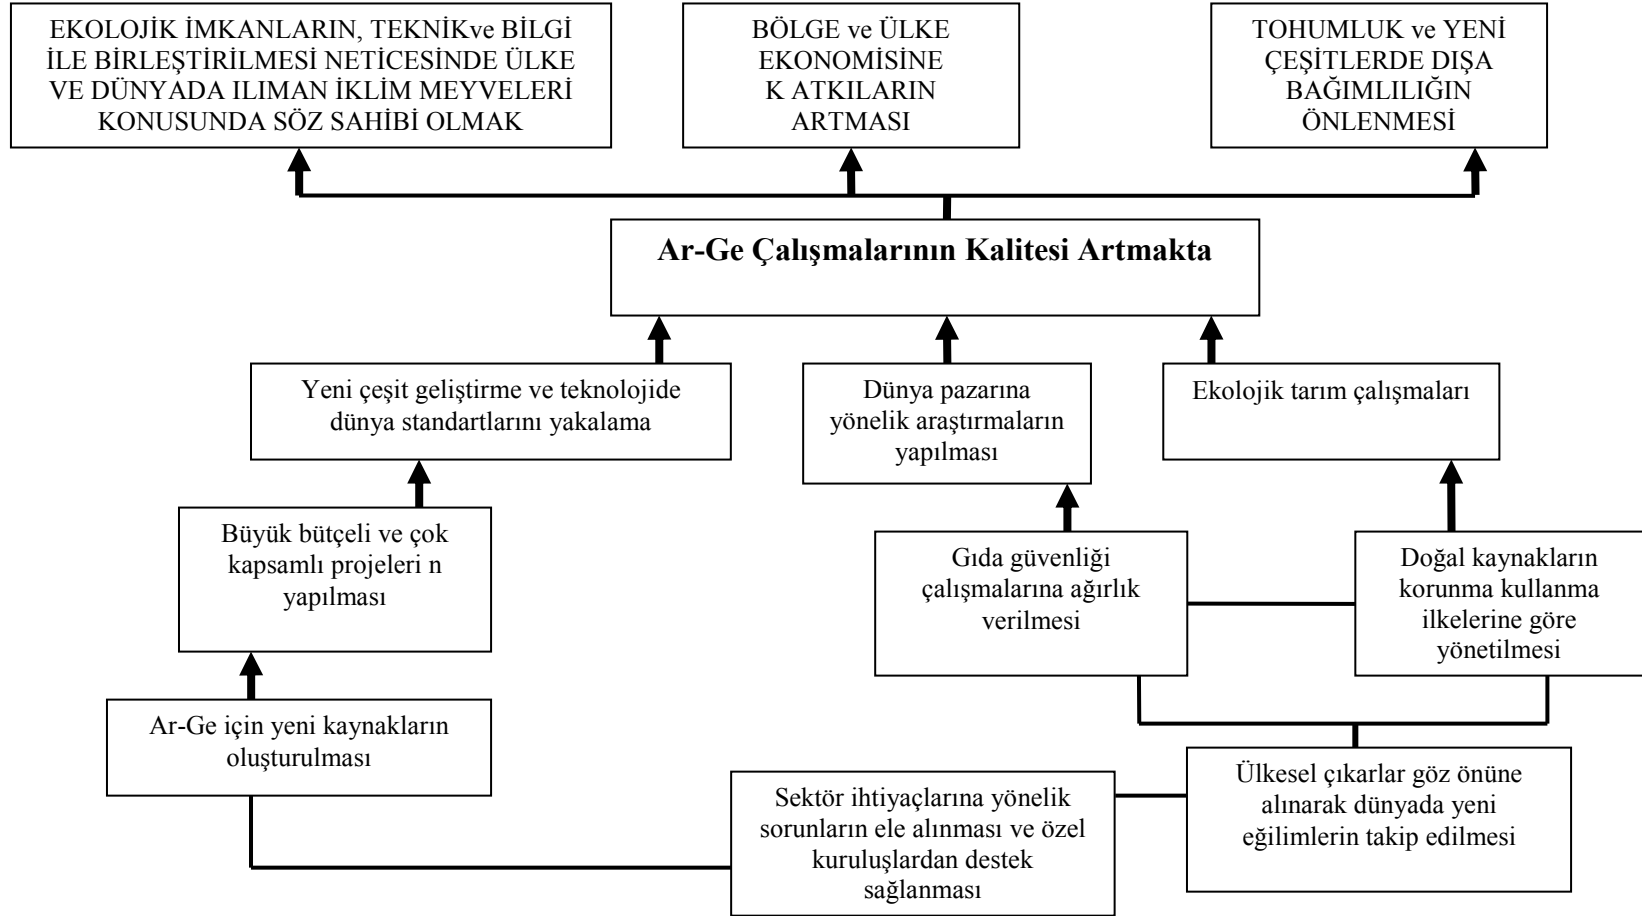 EKOLOJİK İMKANLARIN, TEKNİKve BİLGİ
İLE BİRLEŞTİRİLMESİ NETİCESİNDE ÜLKE
VE DÜNYADA ILIMAN İKLİM MEYVELERİ
KONUSUNDA SÖZ SAHİBİ OLMAK
BÖLGE ve ÜLKE
EKONOMİSİNE
K ATKILARIN
ARTMASI
TOHUMLUK ve YENİ
ÇEŞİTLERDE DIŞA
BAĞIMLILIĞIN
ÖNLENMESİ
Ar-Ge Çalışmalarının Kalitesi Artmakta
Yeni çeşit geliştirme ve teknolojide
dünya standartlarını yakalama
Dünya pazarına
yönelik araştırmaların
yapılması
Ekolojik tarım çalışmaları
Büyük bütçeli ve çok
kapsamlı projeleri n
yapılması
Gıda güvenliği
çalışmalarına ağırlık
verilmesi
Doğal kaynakların
korunma kullanma
ilkelerine göre
yönetilmesi
Ar-Ge için yeni kaynakların
oluşturulması
Sektör ihtiyaçlarına yönelik
sorunların ele alınması ve özel
kuruluşlardan destek
sağlanması
Ülkesel çıkarlar göz önüne
alınarak dünyada yeni
eğilimlerin takip edilmesi